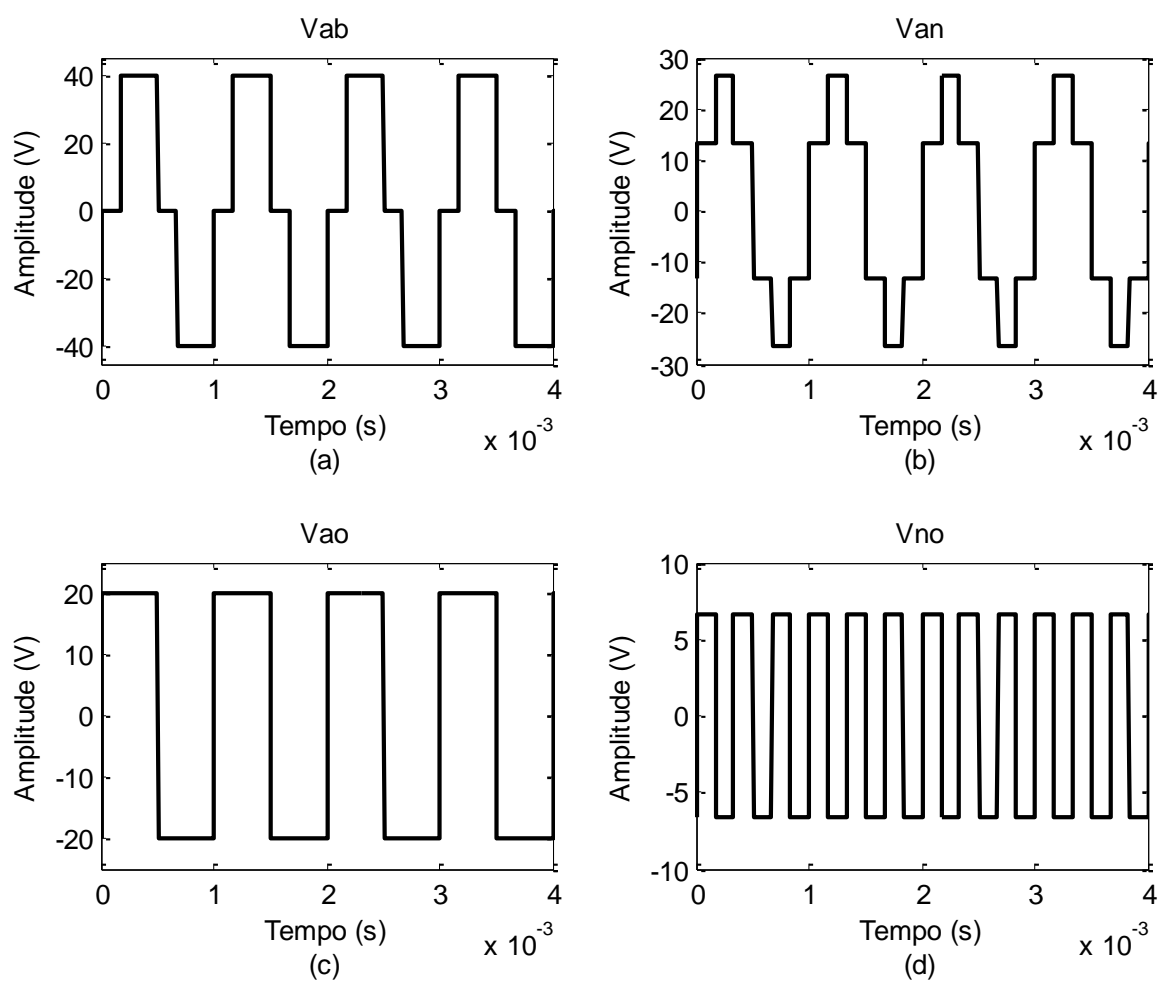 Vab
40
20
0
-20
-40
Amplitude (V)
0 1 2 3 4
Tempo (s)
x 10^-3
(a)
Van
30
20
10
0
-10
-20
-30
Amplitude (V)
0 1 2 3 4
Tempo (s)
x 10^-3
(b)
Vao
20
10
0
-10
-20
Amplitude (V)
0 1 2 3 4
Tempo (s)
x 10^-3
(c)
Vno
10
5
0
-5
-10
Amplitude (V)
0 1 2 3 4
Tempo (s)
x 10^-3
(d)